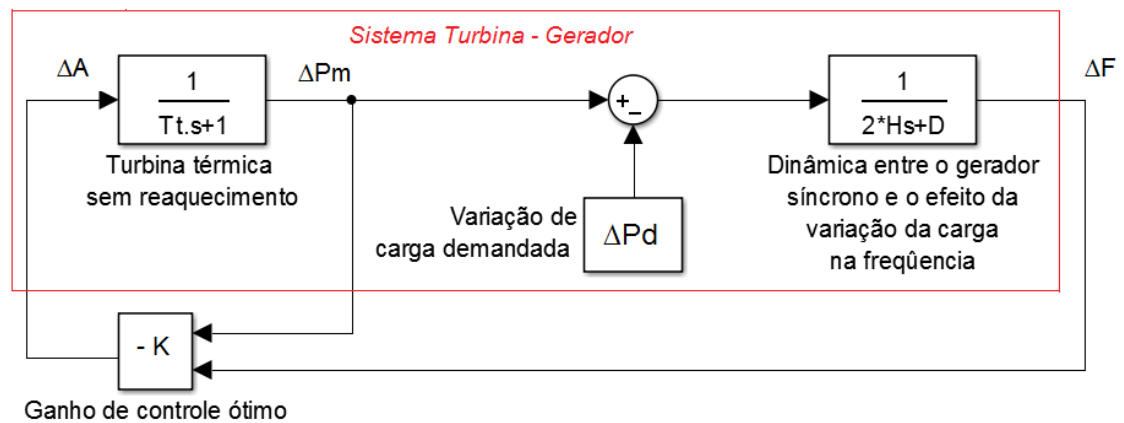 Sistema Turbina - Gerador
ΔA
1
Tt.s+1
ΔPm
+
−
1
2*Hs+D
ΔF
Turbina térmica
sem reaquecimento
Dinâmica entre o gerador
síncrono e o efeito da
variação da carga
na freqûencia
Variação de
carga demandada
ΔPd
- K
Ganho de controle ótimo